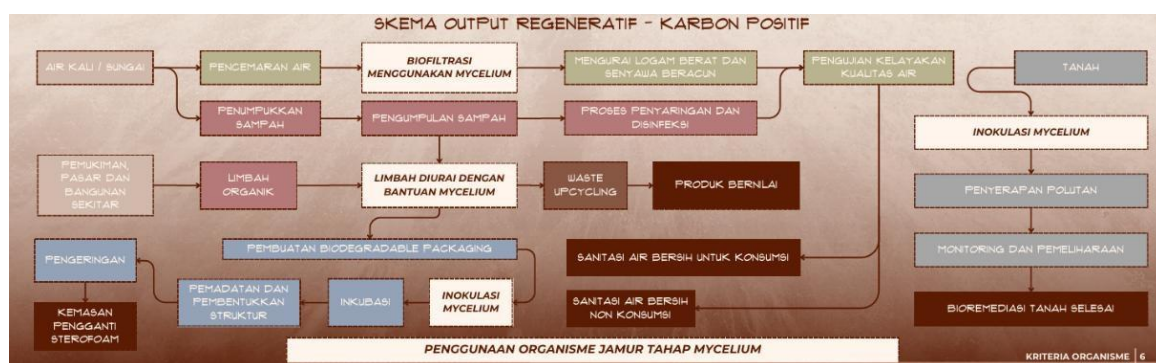 SKEMA OUTPUT REGENERATIF - KARBON POSITIF
AIR KALI / SUNGAI
PENCEMARAN AIR
BIOFILTRASI
MENGGUNAKAN MYCELIUM
MENGURAI LOGAM BERAT DAN
SENYAWA BERACUN
PENGUJIAN KELAYAKAN
KUALITAS AIR
TANAH
PENUMPUKKAN
SAMPAH
PENGUMPULAN SAMPAH
PROSES PENYARINGAN DAN
DISINFEKSI
INOKULASI MYCELIUM
PEMUKIMAN,
PASAR DAN
BANGUNAN
SEKITAR
LIMBAH
ORGANIK
LIMBAH DIURAI DENGAN
BANTUAN MYCELIUM
WASTE
UPCYCLING
PRODUK BERNILAI
PENYERAPAN POLUTAN
PEMBUATAN BIODEGRADABLE PACKAGING
SANITASI AIR BERSIH UNTUK KONSUMSI
MONITORING DAN PEMELIHARAAN
PENGERINGAN
PEMADATAN DAN
PEMBENTUKKAN
STRUKTUR
INKUBASI
INOKULASI
MYCELIUM
SANITASI AIR BERSIH
NON KONSUMSI
BIOREMEDIASI TANAH SELESAI
KEMASAN
PENGGANTI
STEROFOAM
PENGGUNAAN ORGANISME JAMUR TAHAP MYCELIUM
KRITERIA ORGANISME | 6